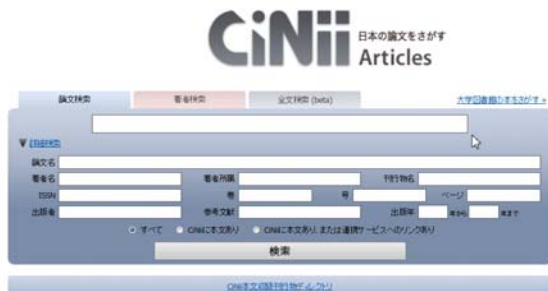 CiNii 日本の論文をさがす
Articles
論文検索 著者検索 全文検索 (beta) 大学図書館の本をさがす »
▼ 詳細検索
論文名
著者名 著者所属 刊行物名
ISSN 巻 号 ページ
出版者 参考文献 出版年 年から 年まで
すべて CiNiiに本文あり CiNiiに本文あり、または連携サービスへのリンクあり
検索
CiNii本文収録刊行物ディレクトリ